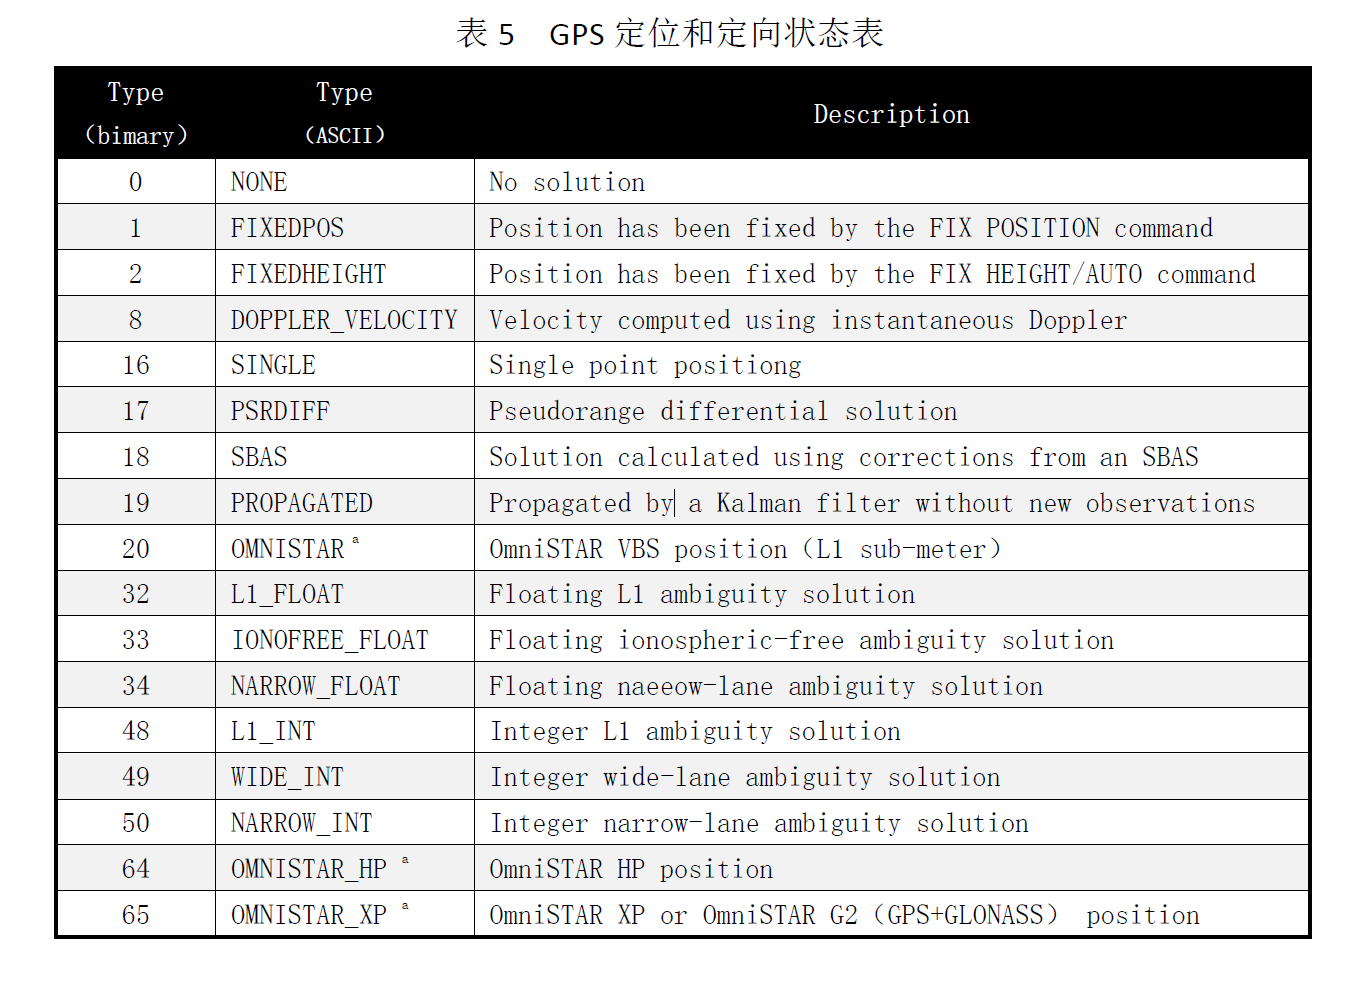 表 5 GPS 定位和定向状态表
Type (bimary) Type (ASCII) Description
0 NONE No solution
1 FIXEDPOS Position has been fixed by the FIX POSITION command
2 FIXEDHEIGHT Position has been fixed by the FIX HEIGHT/AUTO command
8 DOPPLER_VELOCITY Velocity computed using instantaneous Doppler
16 SINGLE Single point positiong
17 PSRDIFF Pseudorange differential solution
18 SBAS Solution calculated using corrections from an SBAS
19 PROPAGATED Propagated by a Kalman filter without new observations
20 OMNISTAR a OmniSTAR VBS position（L1 sub-meter）
32 L1_FLOAT Floating L1 ambiguity solution
33 IONOFREE_FLOAT Floating ionospheric-free ambiguity solution
34 NARROW_FLOAT Floating naeeow-lane ambiguity solution
48 L1_INT Integer L1 ambiguity solution
49 WIDE_INT Integer wide-lane ambiguity solution
50 NARROW_INT Integer narrow-lane ambiguity solution
64 OMNISTAR_HP a OmniSTAR HP position
65 OMNISTAR_XP a OmniSTAR XP or OmniSTAR G2（GPS+GLONASS） position